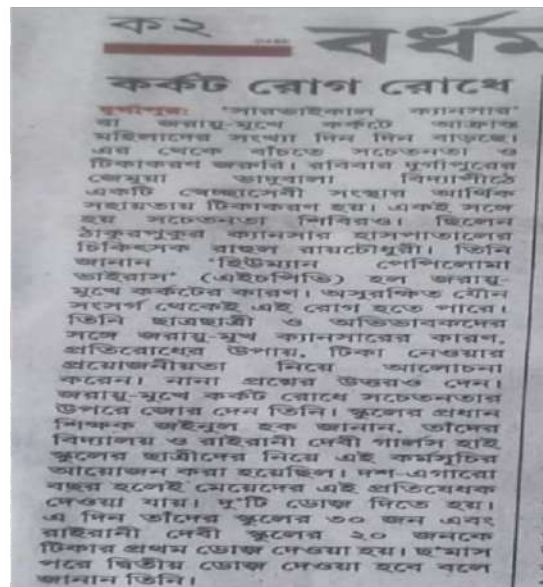 ক২
বর্ধম
কর্কট রোগ রোধে
দুর্গাপুর: 'সারভাইকাল ক্যানসার'
বা জরায়ু-মুখে কর্কটে আক্রান্ত
মহিলাদের সংখ্যা দিন দিন বাড়ছে।
এর থেকে বাঁচতে সচেতনতা ও
টিকাকরণ জরুরি। রবিবার দুর্গাপুরের
জেমুয়া ভাদুবালা বিদ্যাপীঠে
একটি স্বেচ্ছাসেবী সংস্থার আর্থিক
সহায়তায় টিকাকরণ হয়। একই সঙ্গে
হয় সচেতনতা শিবিরও। ছিলেন
ঠাকুরপুকুর ক্যানসার হাসপাতালের
চিকিৎসক রাহুল রায়চৌধুরী। তিনি
জানান 'হিউম্যান পেপিলোমা
ভাইরাস' (এইচপিভি) হল জরায়ু-
মুখে কর্কটের কারণ। অসুরক্ষিত যৌন
সংসর্গ থেকেই এই রোগ হতে পারে।
তিনি ছাত্রছাত্রী ও অভিভাবকদের
সঙ্গে জরায়ু-মুখ ক্যানসারের কারণ,
প্রতিরোধের উপায়, টিকা নেওয়ার
প্রয়োজনীয়তা নিয়ে আলোচনা
করেন। নানা প্রশ্নের উত্তরও দেন।
জরায়ু-মুখে কর্কট রোধে সচেতনতার
উপরে জোর দেন তিনি। স্কুলের প্রধান
শিক্ষক জইনুল হক জানান, তাঁদের
বিদ্যালয় ও রাইরানী দেবী গার্লস হাই
স্কুলের ছাত্রীদের নিয়ে এই কর্মসূচির
আয়োজন করা হয়েছিল। দশ-এগারো
বছর হলেই মেয়েদের এই প্রতিষেধক
দেওয়া যায়। দু'টি ডোজ় দিতে হয়।
এ দিন তাঁদের স্কুলের ৩০ জন এবং
রাইরানী দেবী স্কুলের ২০ জনকে
টিকার প্রথম ডোজ় দেওয়া হয়। ছ'মাস
পরে দ্বিতীয় ডোজ় দেওয়া হবে বলে
জানান তিনি।